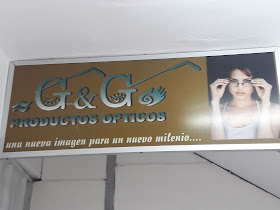 G&G
PRODUCTOS OPTICOS
una nueva imagen para un nuevo milenio....